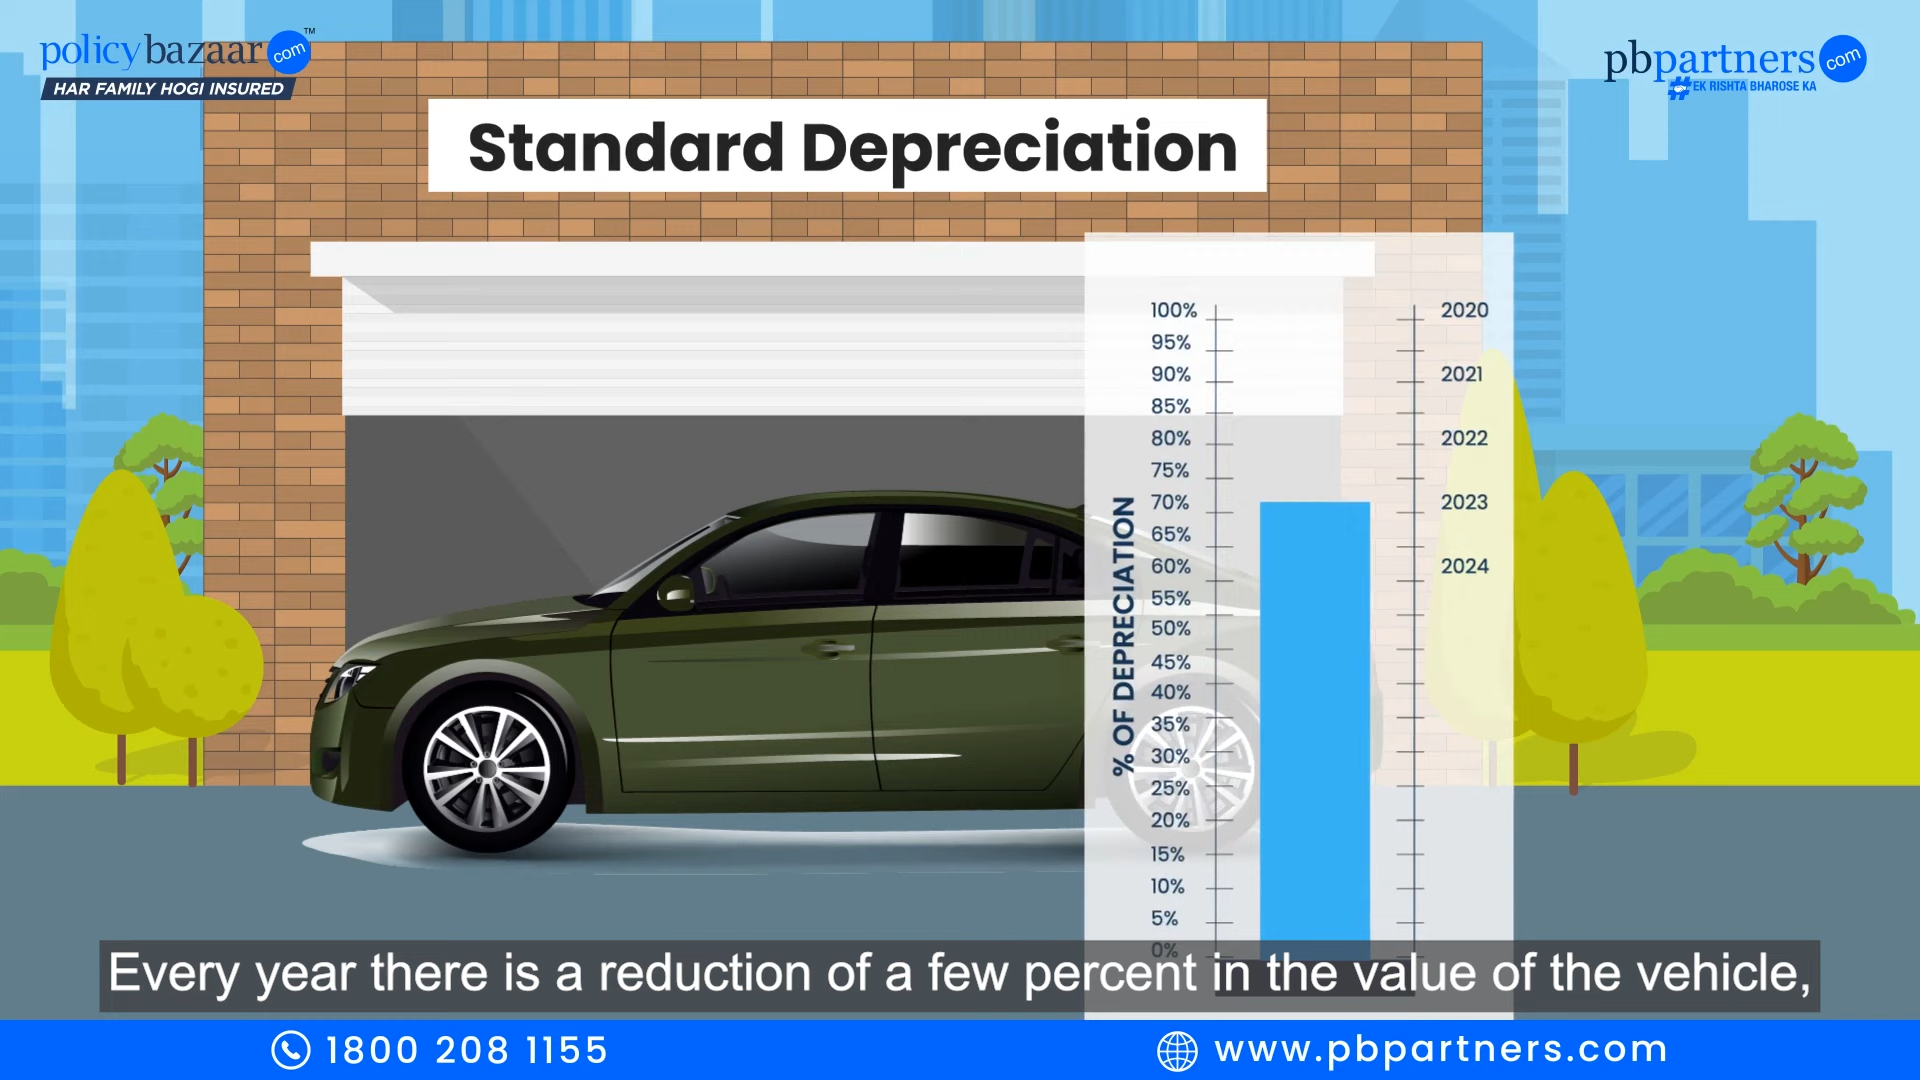 policybazaar.com™
HAR FAMILY HOGI INSURED
pbpartners.com
#EK RISHTA BHAROSE KA
Standard Depreciation
% OF DEPRECIATION
100%
95%
90%
85%
80%
75%
70%
65%
60%
55%
50%
45%
40%
35%
30%
25%
20%
15%
10%
5%
0%
2020
2021
2022
2023
2024
Every year there is a reduction of a few percent in the value of the vehicle,
1800 208 1155
www.pbpartners.com